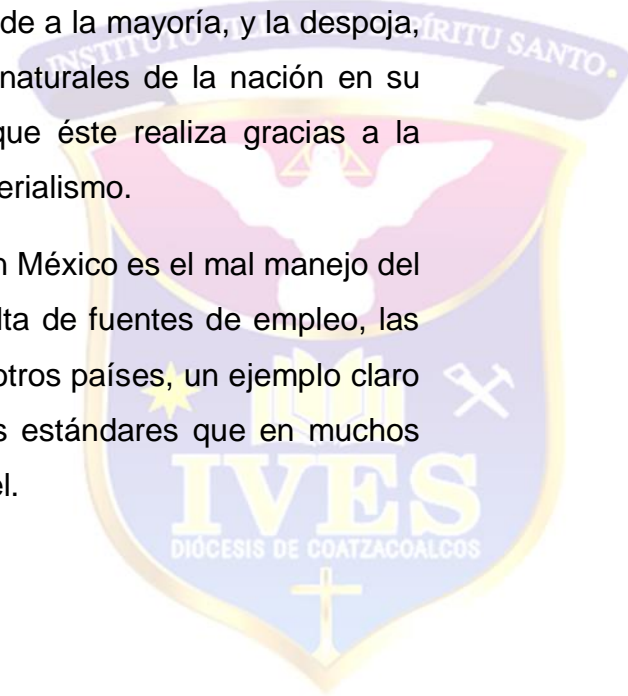 de a la mayoría, y la despoja,
naturales de la nación en su
que éste realiza gracias a la
erialismo.
n México es el mal manejo del
lta de fuentes de empleo, las
otros países, un ejemplo claro
s estándares que en muchos
el.
INSTITUTO VILLA DEL ESPÍRITU SANTO.
IVES
DIÓCESIS DE COATZACOALCOS